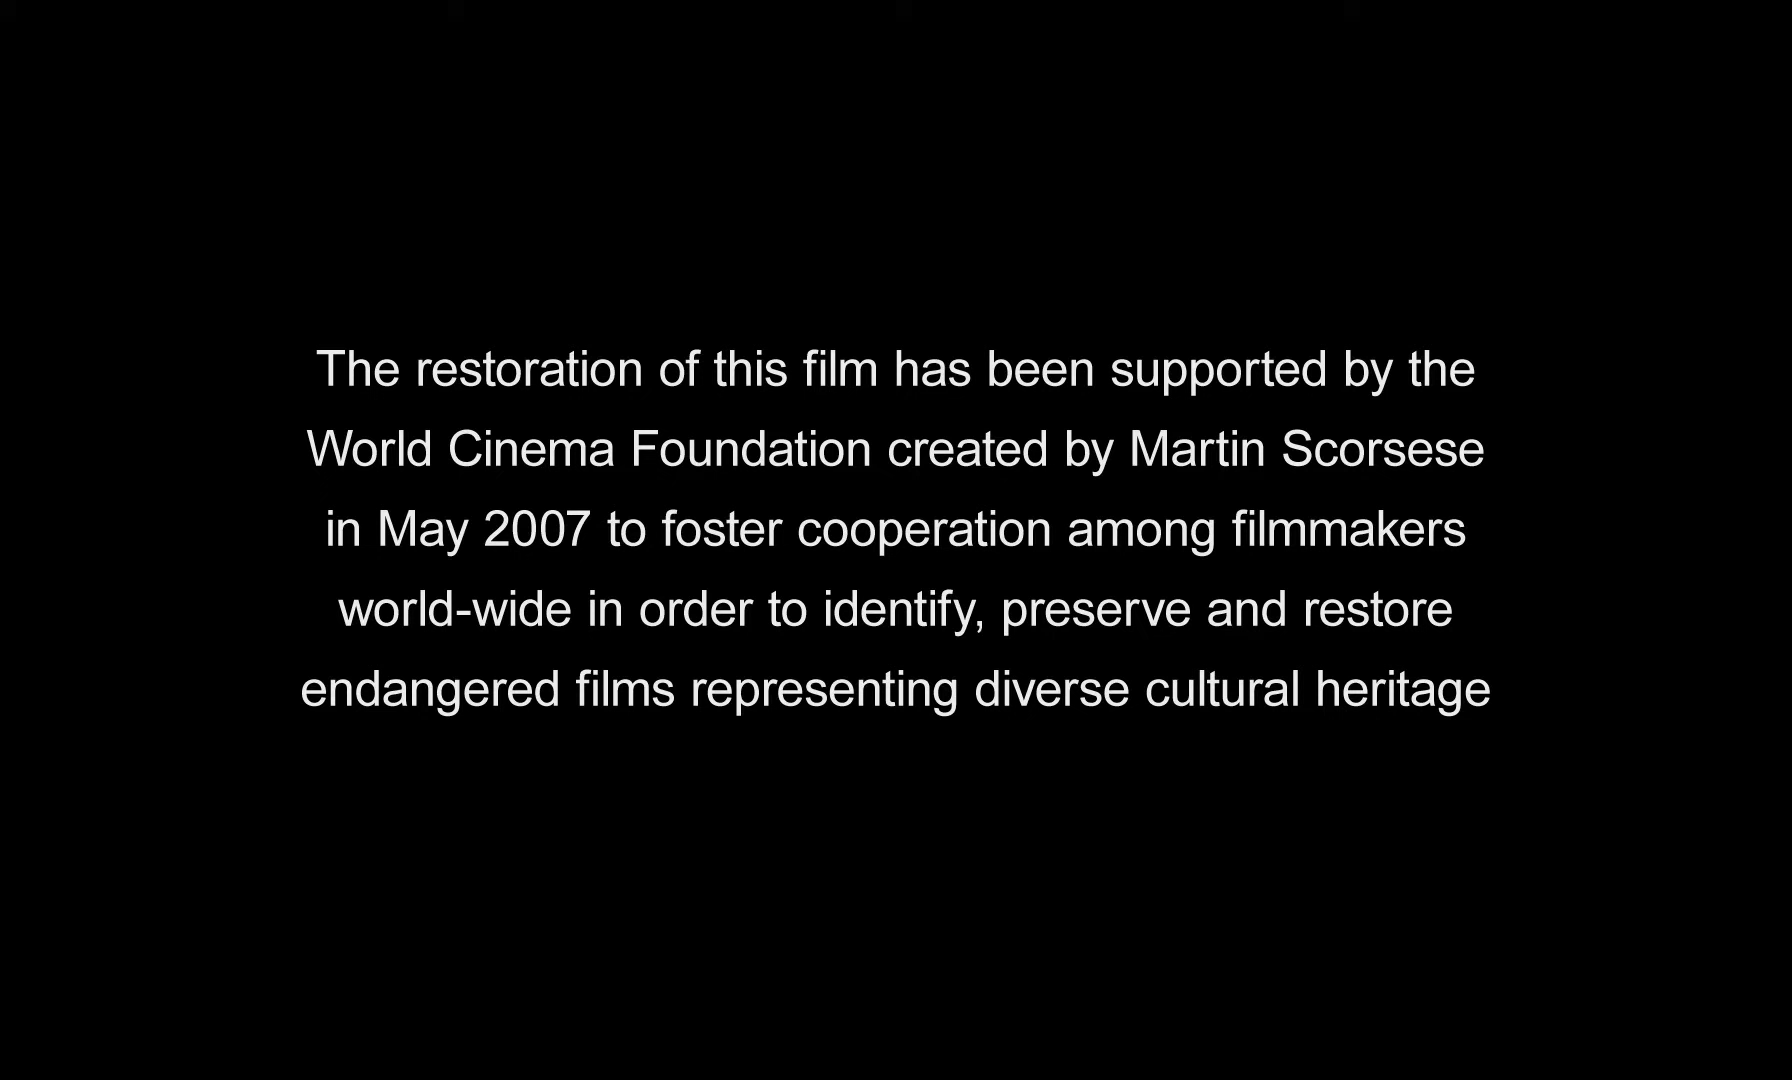 The restoration of this film has been supported by the
World Cinema Foundation created by Martin Scorsese
in May 2007 to foster cooperation among filmmakers
world-wide in order to identify, preserve and restore
endangered films representing diverse cultural heritage